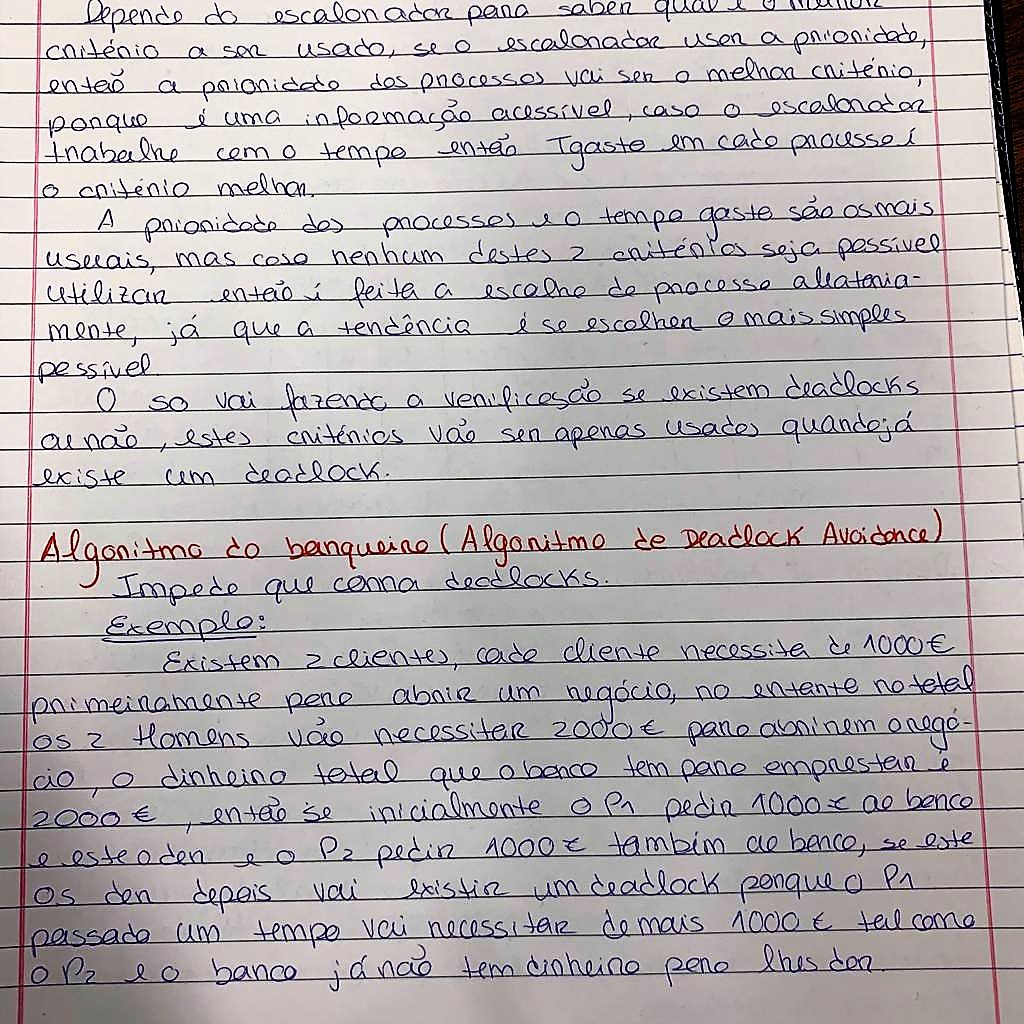 Depende do escalonador para saber qual é o melhor
critério a ser usado, se o escalonador user a prioridade,
então a prioridade dos processos vai ser o melhor critério,
porque é uma informação acessível, caso o escalonador
trabalhe com o tempo então Tgasto em cada processo é
o critério melhor.
A prioridade dos processos e o tempo gasto são os mais
usuais, mas caso nenhum destes 2 critérios seja possível
utilizar então é feita a escolha do processo aleatoria-
mente, já que a tendência é se escolher o mais simples
possível.
O so vai fazendo a verificação se existem deadlocks
ou não, estes critérios vão ser apenas usados quando já
existe um deadlock.
Algoritmo do banqueiro (Algoritmo de Deadlock Avoidance)
Impede que corra deadlocks.
Exemplo:
Existem 2 clientes, cada cliente necessita de 1000€
primeiramente para abrir um negócio, no entanto no total
os 2 Homens vão necessitar 2000€ para abrirem o negó-
cio, o dinheiro total que o banco tem para emprestar é
2000€, então se inicialmente o P1 pedir 1000€ ao banco
e este o der e o P2 pedir 1000€ também ao banco, se este
os der depois vai existir um deadlock porque o P1
passado um tempo vai necessitar de mais 1000€ tal como
o P2 e o banco já não tem dinheiro para lhes dar.